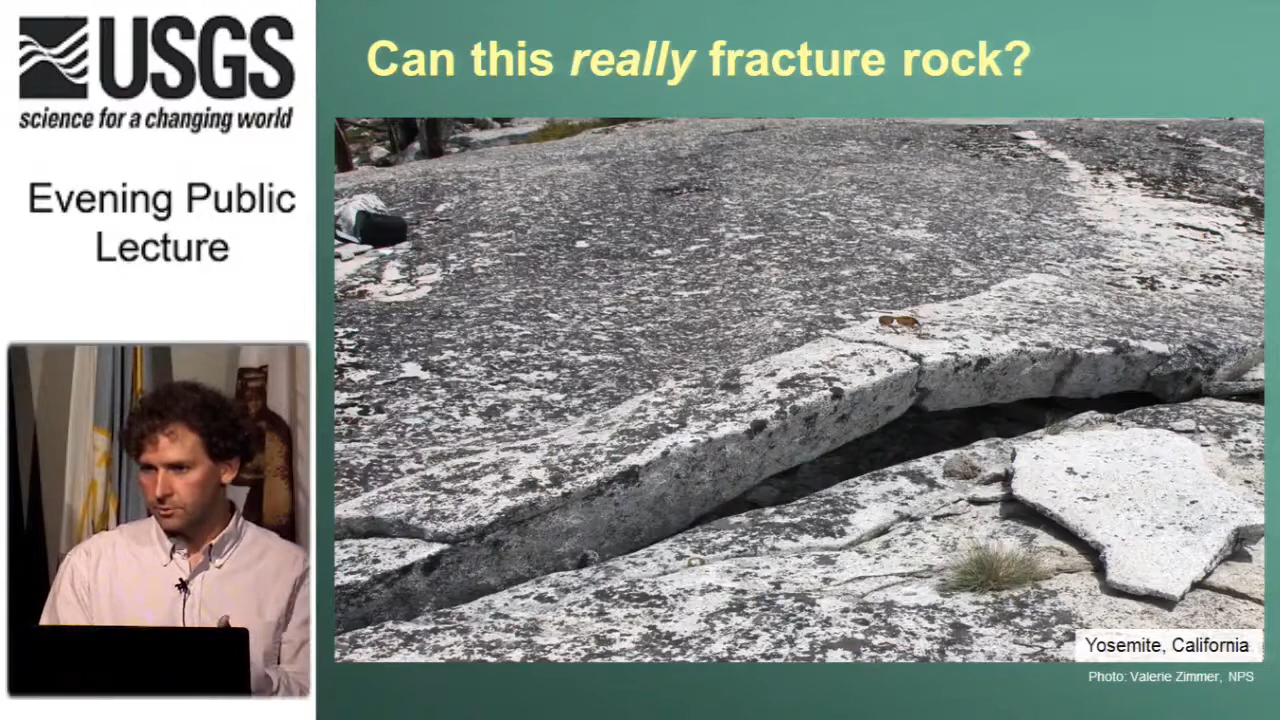 USGS
science for a changing world
Evening Public
Lecture
Can this really fracture rock?
Yosemite, California
Photo: Valerie Zimmer, NPS